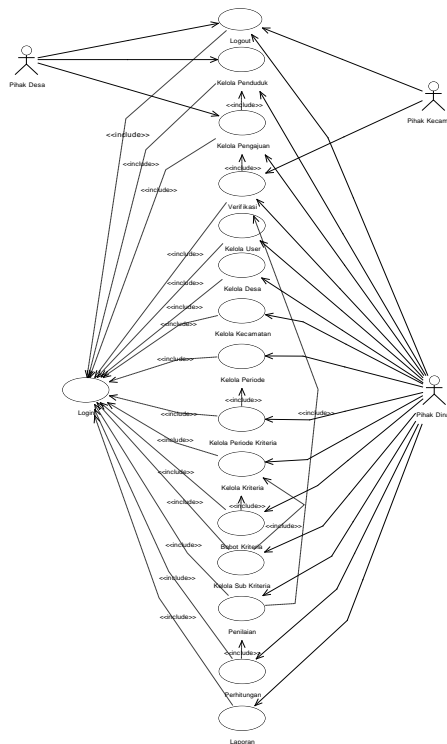 Logout
Pihak Desa
Kelola Penduduk
<<include>>
Pihak Kecam
<<include>>
Kelola Pengajuan
<<include>>
<<include>>
<<include>>
Verifikasi
Kelola User
<<include>>
<<include>>
Kelola Desa
<<include>>
<<include>>
Kelola Kecamatan
<<include>>
Kelola Periode
Login
Pihak Dina
<<include>>
<<include>>
<<include>>
Kelola Periode Kriteria
<<include>>
<<include>>
Kelola Kriteria
<<include>>
<<include>>
<<include>>
Bobot Kriteria
<<include>>
Kelola Sub Kriteria
<<include>>
<<include>>
Penilaian
<<include>>
Perhitungan
Laporan